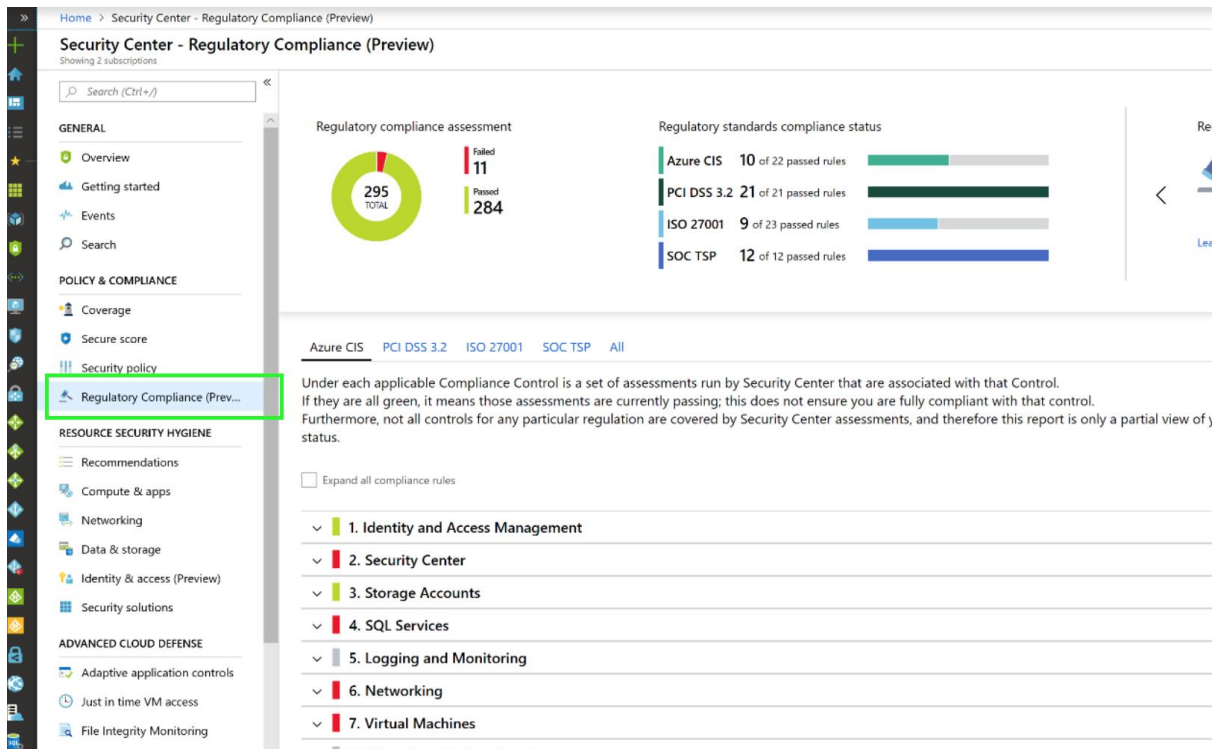 Home > Security Center - Regulatory Compliance (Preview)
Security Center - Regulatory Compliance (Preview)
Showing 2 subscriptions
Search (Ctrl+/)
GENERAL
Overview
Getting started
Events
Search
POLICY & COMPLIANCE
Coverage
Secure score
Security policy
Regulatory Compliance (Prev...
RESOURCE SECURITY HYGIENE
Recommendations
Compute & apps
Networking
Data & storage
Identity & access (Preview)
Security solutions
ADVANCED CLOUD DEFENSE
Adaptive application controls
Just in time VM access
File Integrity Monitoring
Regulatory compliance assessment
295
TOTAL
Failed
11
Passed
284
Regulatory standards compliance status
Azure CIS 10 of 22 passed rules
PCI DSS 3.2 21 of 21 passed rules
ISO 27001 9 of 23 passed rules
SOC TSP 12 of 12 passed rules
Re
Lea
Azure CIS PCI DSS 3.2 ISO 27001 SOC TSP All
Under each applicable Compliance Control is a set of assessments run by Security Center that are associated with that Control.
If they are all green, it means those assessments are currently passing; this does not ensure you are fully compliant with that control.
Furthermore, not all controls for any particular regulation are covered by Security Center assessments, and therefore this report is only a partial view of y
status.
Expand all compliance rules
1. Identity and Access Management
2. Security Center
3. Storage Accounts
4. SQL Services
5. Logging and Monitoring
6. Networking
7. Virtual Machines